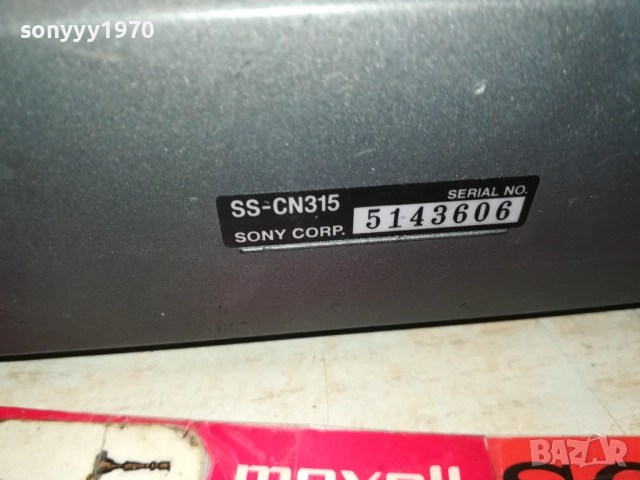 sonyyy1970
SS-CN315
SERIAL NO.
SONY CORP.
5143606
maxell
BAZAR